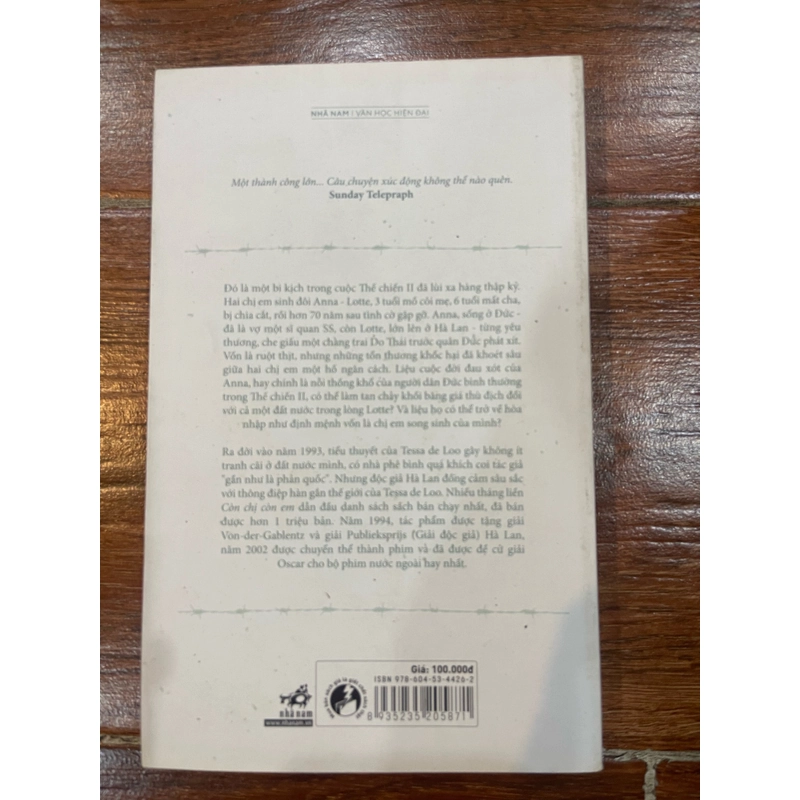 NHÃ NAM | VĂN HỌC HIỆN ĐẠI
Một thành công lớn... Câu chuyện xúc động không thể nào quên.
Sunday Telepraph
Đó là một bi kịch trong cuộc Thế chiến II đã lùi xa hàng thập kỷ.
Hai chị em sinh đôi Anna - Lotte, 3 tuổi mồ côi mẹ, 6 tuổi mất cha,
bị chia cắt, rồi hơn 70 năm sau tình cờ gặp gỡ. Anna, sống ở Đức -
đã là vợ một sĩ quan SS, còn Lotte, lớn lên ở Hà Lan - từng yêu
thương, che giấu một chàng trai Do Thái trước quân Đức phát xít.
Vốn là ruột thịt, nhưng những tổn thương khốc hại đã khoét sâu
giữa hai chị em một hố ngăn cách. Liệu cuộc đời đau xót của
Anna, hay chính là nỗi thống khổ của người dân Đức bình thường
trong Thế chiến II, có thể làm tan chảy khối băng giá thù địch đối
với cả một đất nước trong lòng Lotte? Và liệu họ có thể trở về hòa
nhập như định mệnh vốn là chị em song sinh của mình?
Ra đời vào năm 1993, tiểu thuyết của Tessa de Loo gây không ít
tranh cãi ở đất nước mình, có nhà phê bình quá khích coi tác giả
"gần như là phản quốc". Nhưng độc giả Hà Lan đồng cảm sâu sắc
với thông điệp hàn gắn thế giới của Tessa de Loo. Nhiều tháng liền
Còn chị còn em dẫn đầu danh sách sách bán chạy nhất, đã bán
được hơn 1 triệu bản. Năm 1994, tác phẩm được tặng giải
Von-der-Gablentz và giải Publieksprijs (Giải độc giả) Hà Lan,
năm 2002 được chuyển thể thành phim và đã được đề cử giải
Oscar cho bộ phim nước ngoài hay nhất.
Giá: 100.000đ
ISBN 978-604-53-4426-2
8 935235 205871
nhã nam
www.nhanam.vn